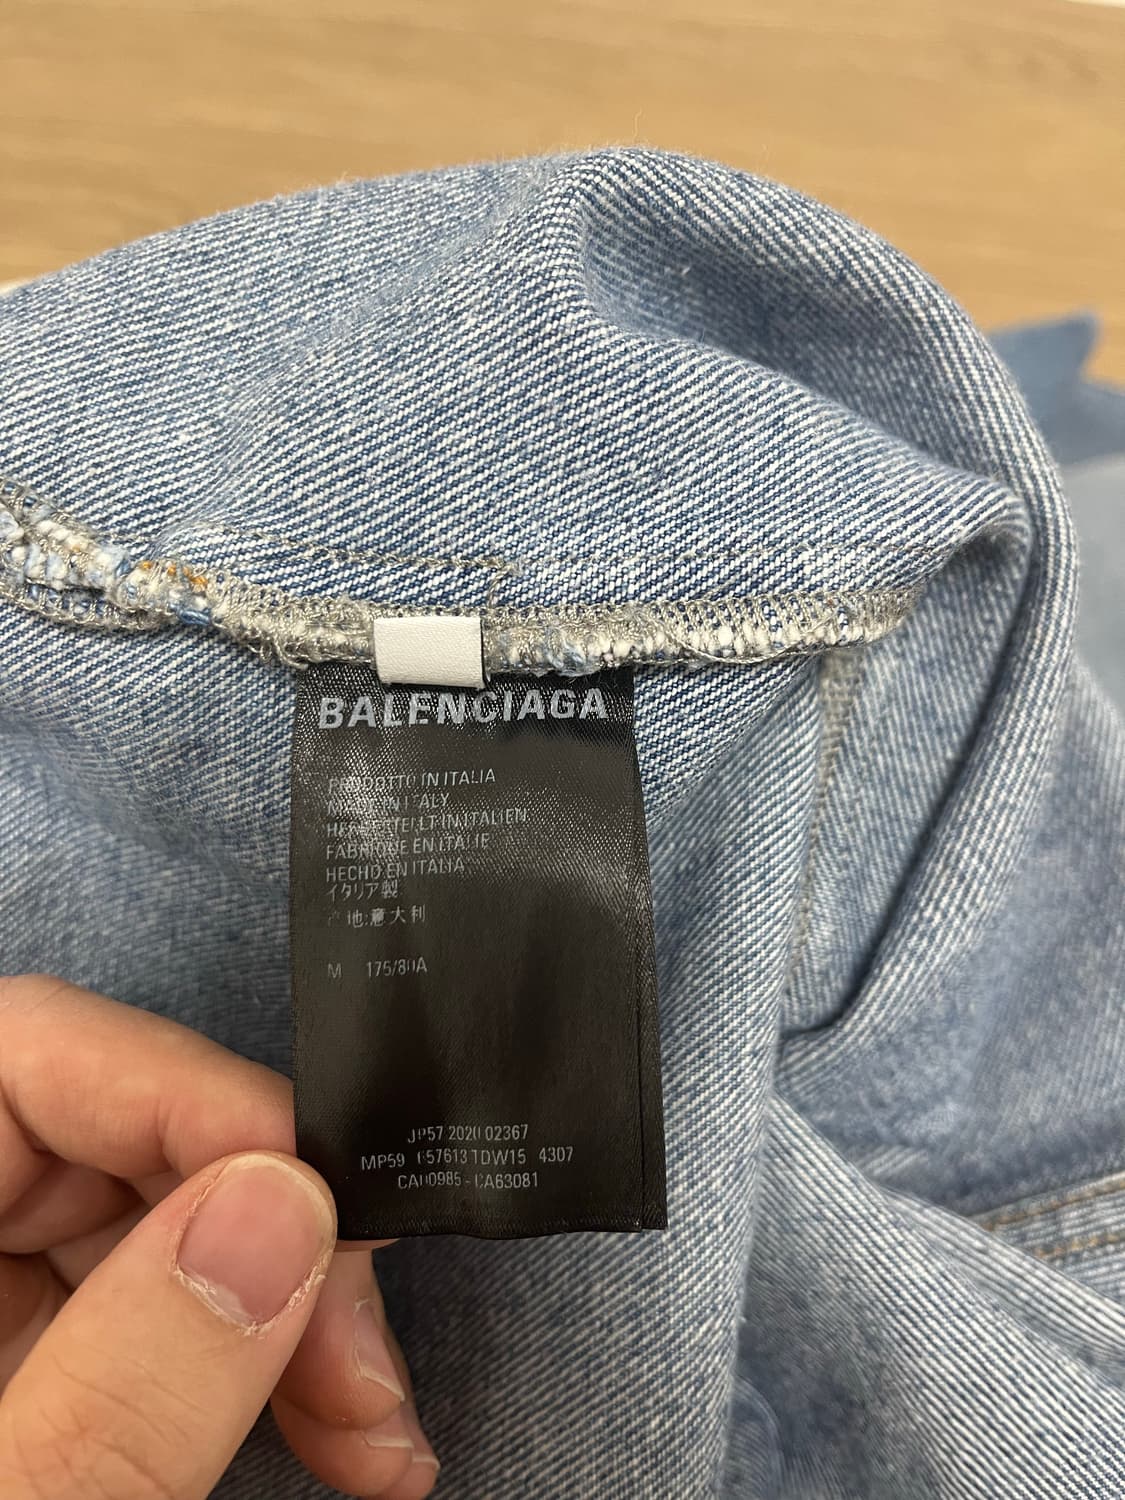 BALENCIAGA
PRODOTTO IN ITALIA
MADE IN ITALY
HERGESTELLT IN ITALIEN
FABRIQUE EN ITALIE
HECHO EN ITALIA
イタリア製
产地:意大利
M 175/80A
JP57 2020 02367
MP59 657613 TDW15 4307
CA00985 - CA63081